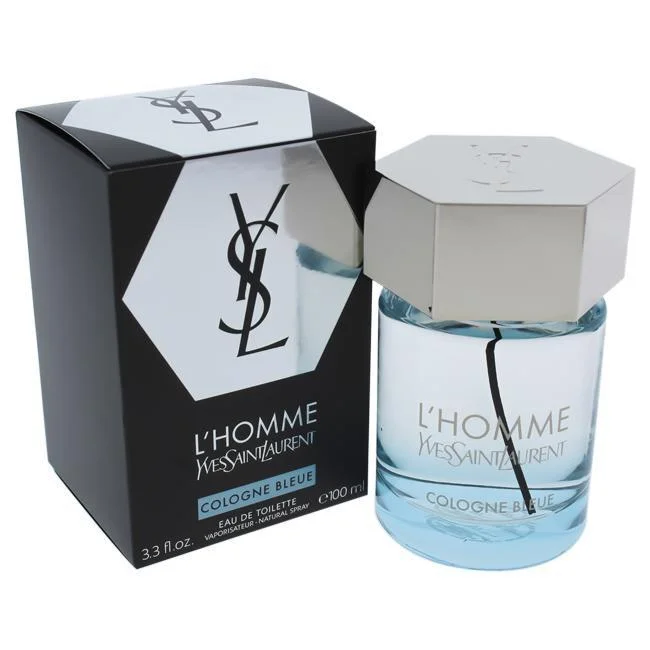 YSL
YSL
L'HOMME
YVESSAINTLAURENT
COLOGNE BLEUE
EAU DE TOILETTE
VAPORISATEUR - NATURAL SPRAY
3.3 fl.oz.
℮100 ml
YSL
L'HOMME
YVESSAINTLAURENT
COLOGNE BLEUE